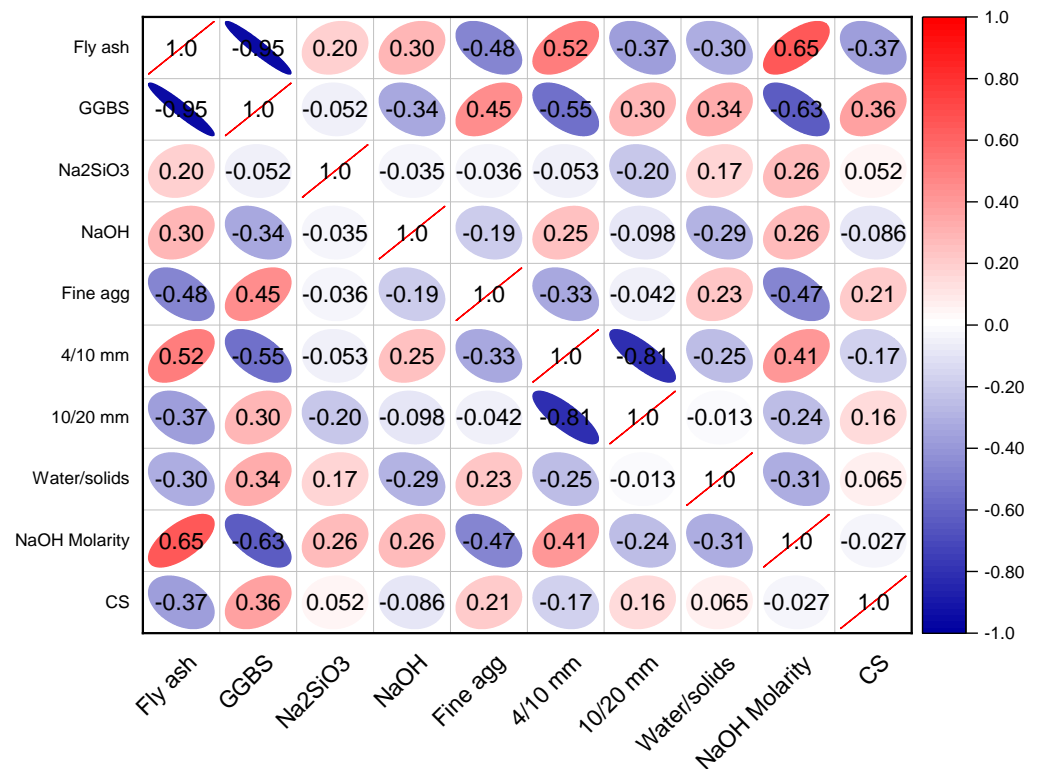 Fly ash 1.0 -0.95 0.20 0.30 -0.48 0.52 -0.37 -0.30 0.65 -0.37
GGBS -0.95 1.0 -0.052 -0.34 0.45 -0.55 0.30 0.34 -0.63 0.36
Na2SiO3 0.20 -0.052 1.0 -0.035 -0.036 -0.053 -0.20 0.17 0.26 0.052
NaOH 0.30 -0.34 -0.035 1.0 -0.19 0.25 -0.098 -0.29 0.26 -0.086
Fine agg -0.48 0.45 -0.036 -0.19 1.0 -0.33 -0.042 0.23 -0.47 0.21
4/10 mm 0.52 -0.55 -0.053 0.25 -0.33 1.0 -0.81 -0.25 0.41 -0.17
10/20 mm -0.37 0.30 -0.20 -0.098 -0.042 -0.81 1.0 -0.013 -0.24 0.16
Water/solids -0.30 0.34 0.17 -0.29 0.23 -0.25 -0.013 1.0 -0.31 0.065
NaOH Molarity 0.65 -0.63 0.26 0.26 -0.47 0.41 -0.24 -0.31 1.0 -0.027
CS -0.37 0.36 0.052 -0.086 0.21 -0.17 0.16 0.065 -0.027 1.0
Fly ash GGBS Na2SiO3 NaOH Fine agg 4/10 mm 10/20 mm Water/solids NaOH Molarity CS
1.0
0.80
0.60
0.40
0.20
0.0
-0.20
-0.40
-0.60
-0.80
-1.0